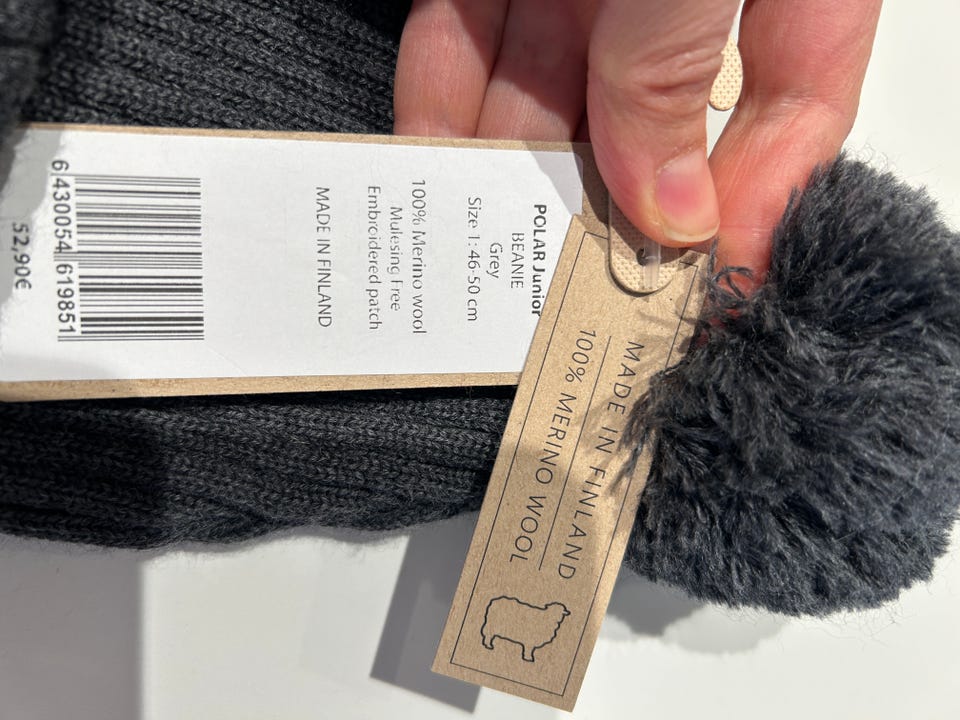 POLAR Junior
BEANIE
Grey
Size 1: 46-50 cm
100% Merino wool
Mulesing Free
Embroidered patch
MADE IN FINLAND
6 430054 619851
52,90€
MADE IN FINLAND
100% MERINO WOOL